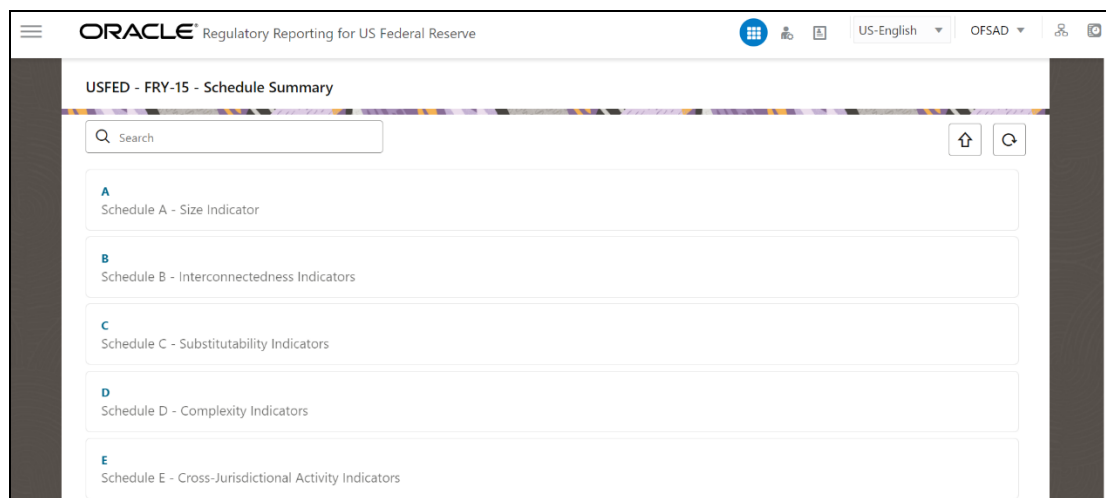 ORACLE® Regulatory Reporting for US Federal Reserve
US-English
OFSAD
USFED - FRY-15 - Schedule Summary
Search
A
Schedule A - Size Indicator
B
Schedule B - Interconnectedness Indicators
C
Schedule C - Substitutability Indicators
D
Schedule D - Complexity Indicators
E
Schedule E - Cross-Jurisdictional Activity Indicators